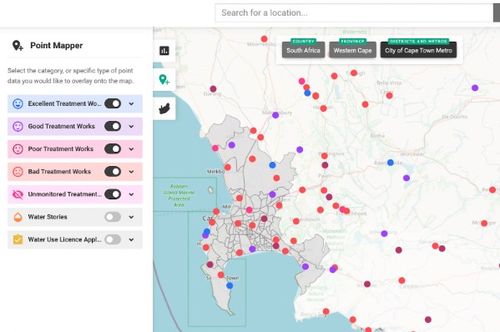 Search for a location...
Point Mapper
Select the category, or specific type of point
data you would like to overlay onto the map.
Excellent Treatment Wo...
Good Treatment Works
Poor Treatment Works
Bad Treatment Works
Unmonitored Treatment...
Water Stories
Water Use Licence Appl...
COUNTRY
South Africa
PROVINCE
Western Cape
DISTRICTS AND METROS
City of Cape Town Metro
Robben
Island Marine
Protected
Area
Town